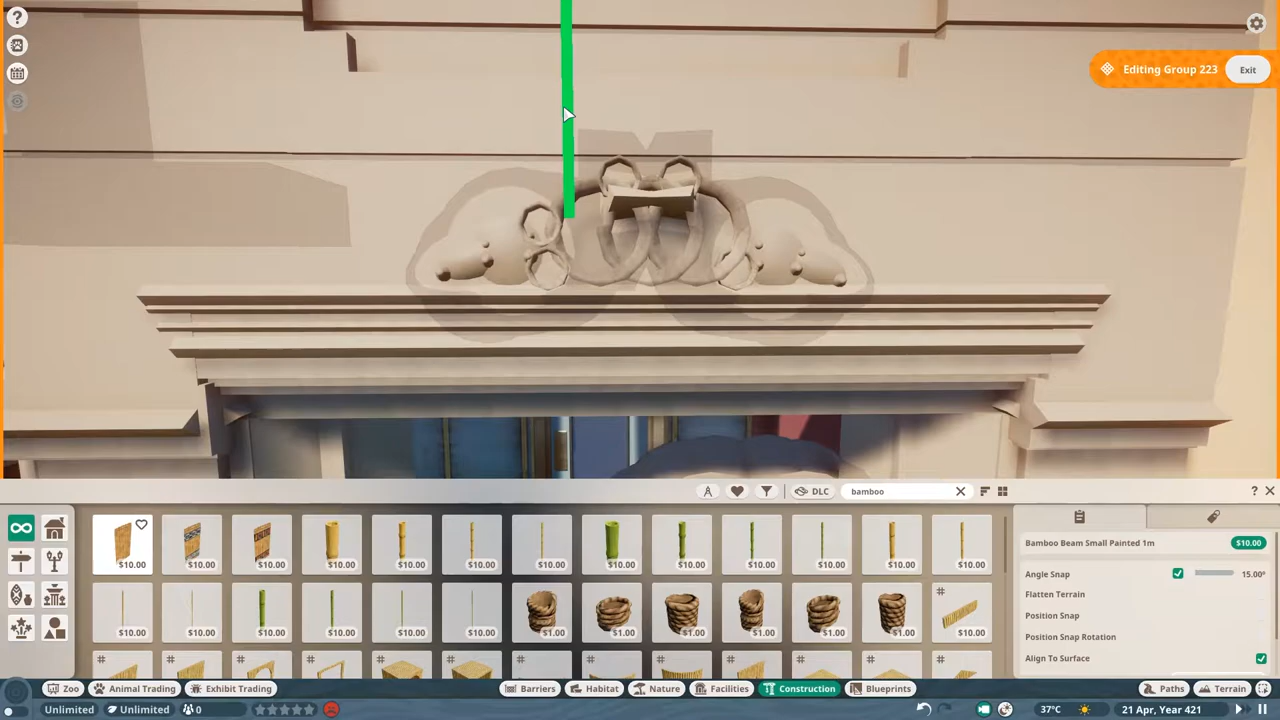 ?
Editing Group 223
Exit
DLC
bamboo
?
$10.00
$10.00
$10.00
$10.00
$10.00
$10.00
$10.00
$10.00
$10.00
$10.00
$10.00
$10.00
$10.00
Bamboo Beam Small Painted 1m
$10.00
Angle Snap
15.00°
Flatten Terrain
Position Snap
Position Snap Rotation
Align To Surface
$10.00
$10.00
$10.00
$10.00
$10.00
$10.00
$1.00
$1.00
$1.00
$1.00
$1.00
$1.00
$10.00
Zoo
Animal Trading
Exhibit Trading
Barriers
Habitat
Nature
Facilities
Construction
Blueprints
Paths
Terrain
Unlimited
Unlimited
0
37°C
21 Apr, Year 421